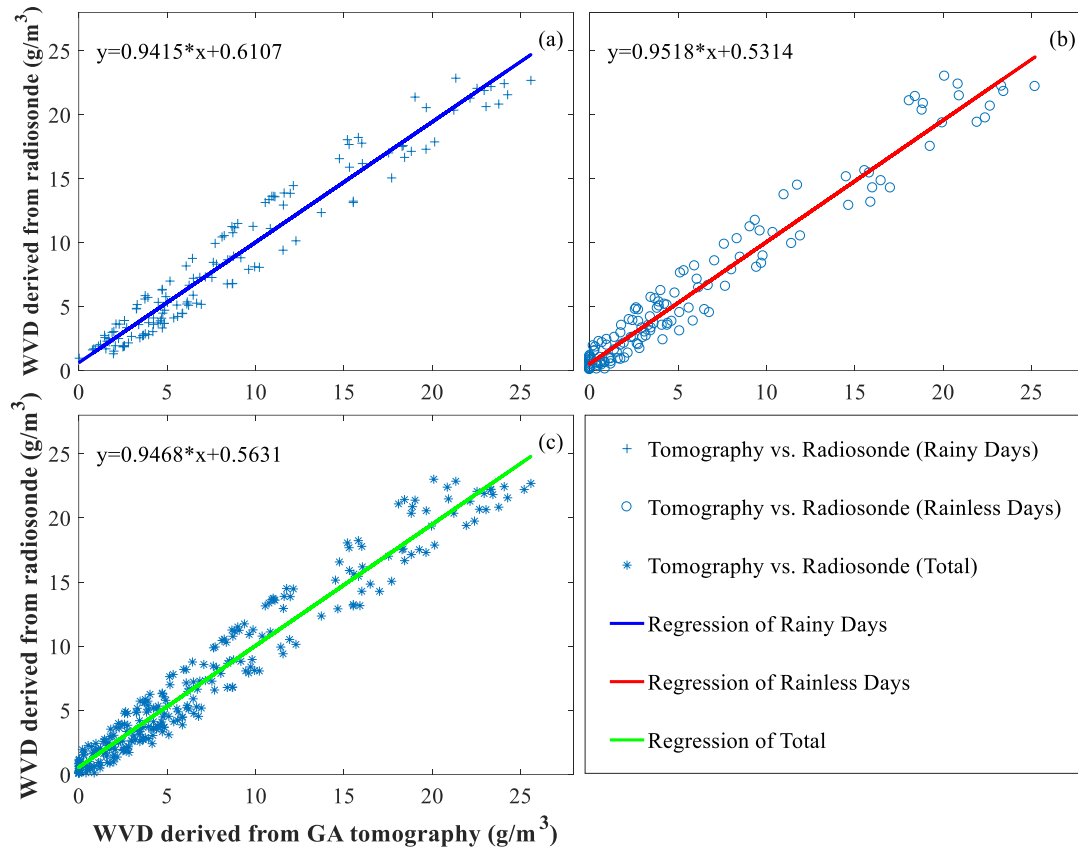 WVD derived from radiosonde (g/m³)
25
20
15
10
5
0
y=0.9415*x+0.6107
(a)
0 5 10 15 20 25
y=0.9518*x+0.5314
(b)
0 5 10 15 20 25
WVD derived from radiosonde (g/m³)
25
20
15
10
5
0
y=0.9468*x+0.5631
(c)
0 5 10 15 20 25
WVD derived from GA tomography (g/m³)
Tomography vs. Radiosonde (Rainy Days)
Tomography vs. Radiosonde (Rainless Days)
Tomography vs. Radiosonde (Total)
Regression of Rainy Days
Regression of Rainless Days
Regression of Total